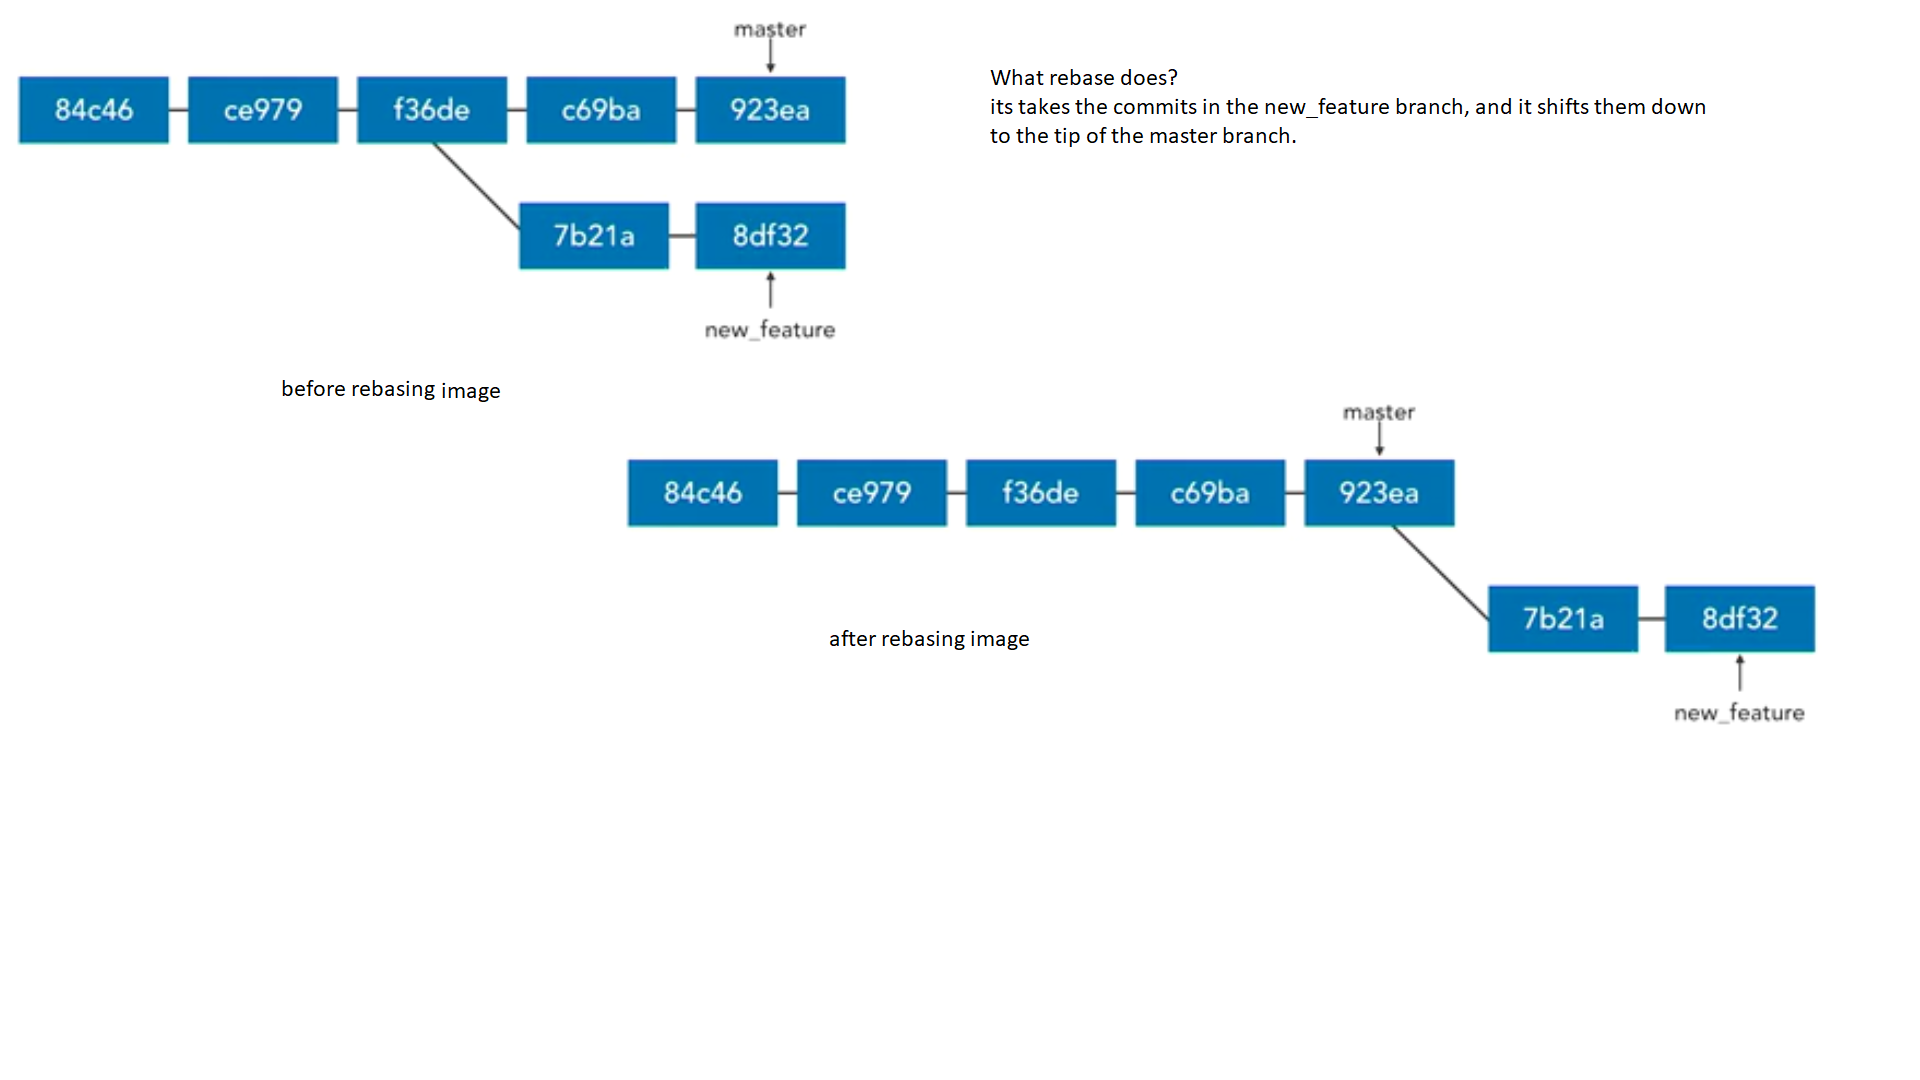 master
84c46
ce979
f36de
c69ba
923ea
7b21a
8df32
new_feature
before rebasing image
What rebase does?
its takes the commits in the new_feature branch, and it shifts them down
to the tip of the master branch.
master
84c46
ce979
f36de
c69ba
923ea
7b21a
8df32
new_feature
after rebasing image